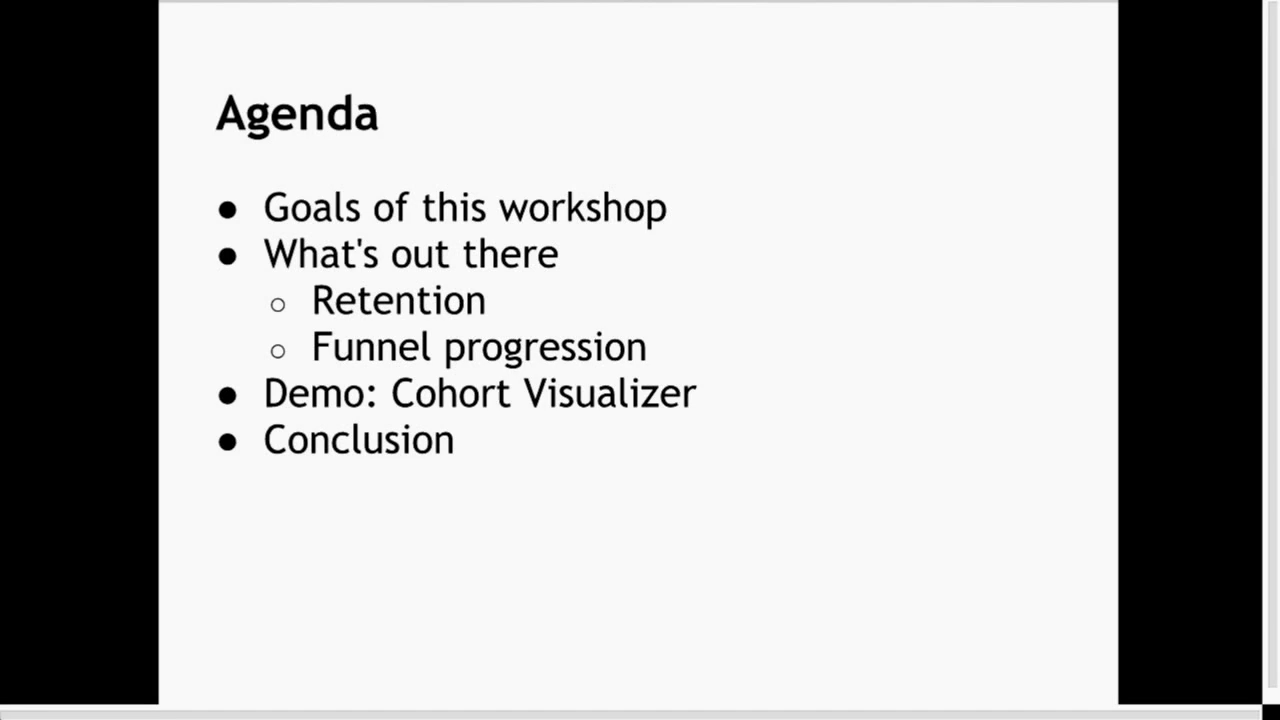 Agenda
● Goals of this workshop
● What's out there
○ Retention
○ Funnel progression
● Demo: Cohort Visualizer
● Conclusion